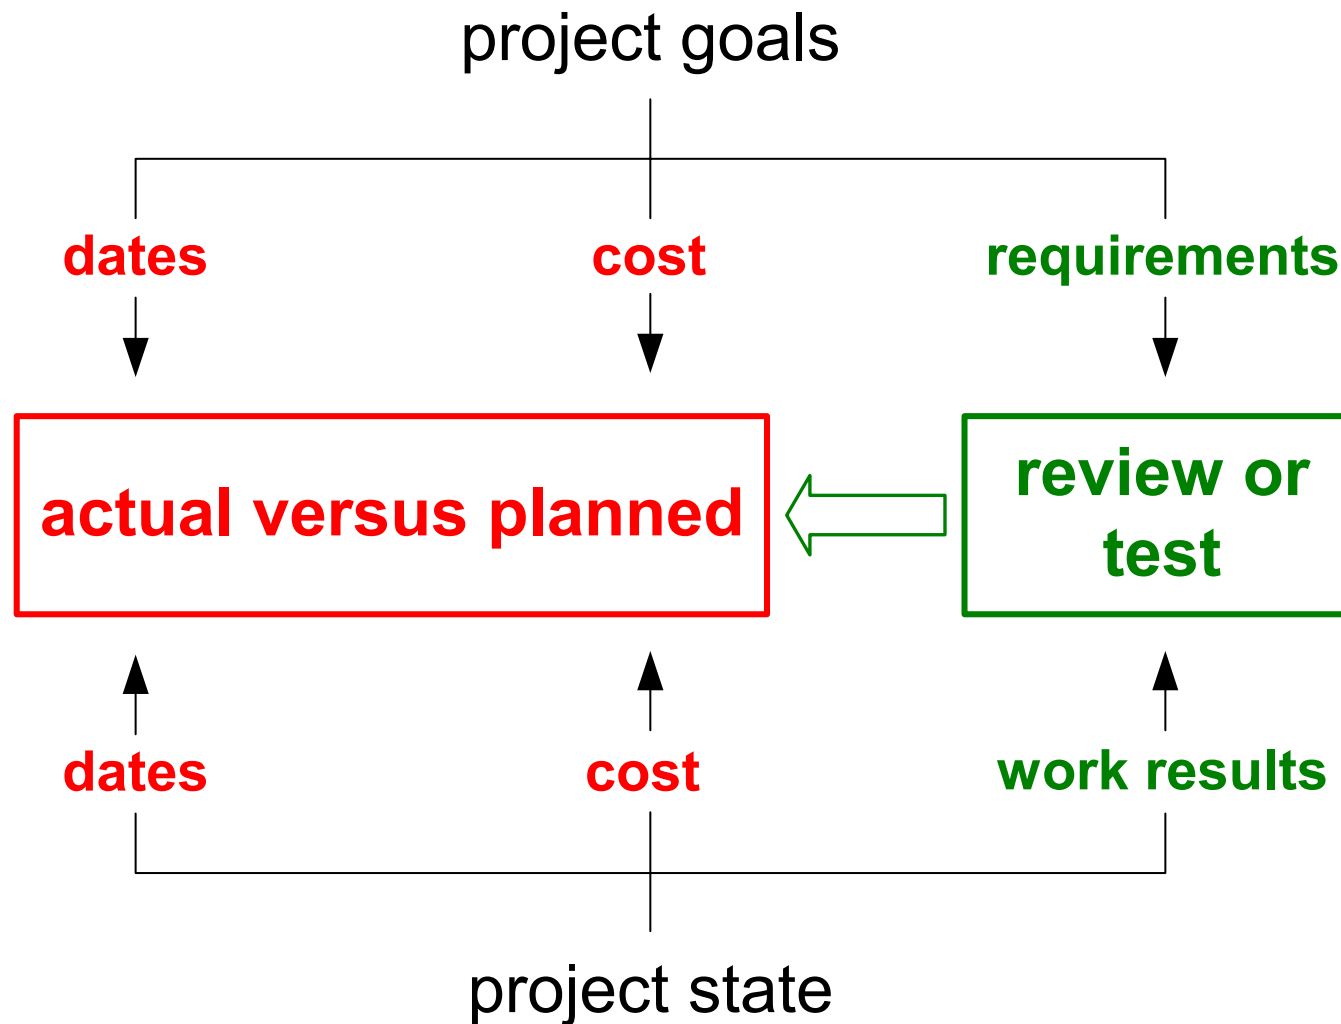 project goals
dates
cost
requirements
actual versus planned
review or
test
dates
cost
work results
project state